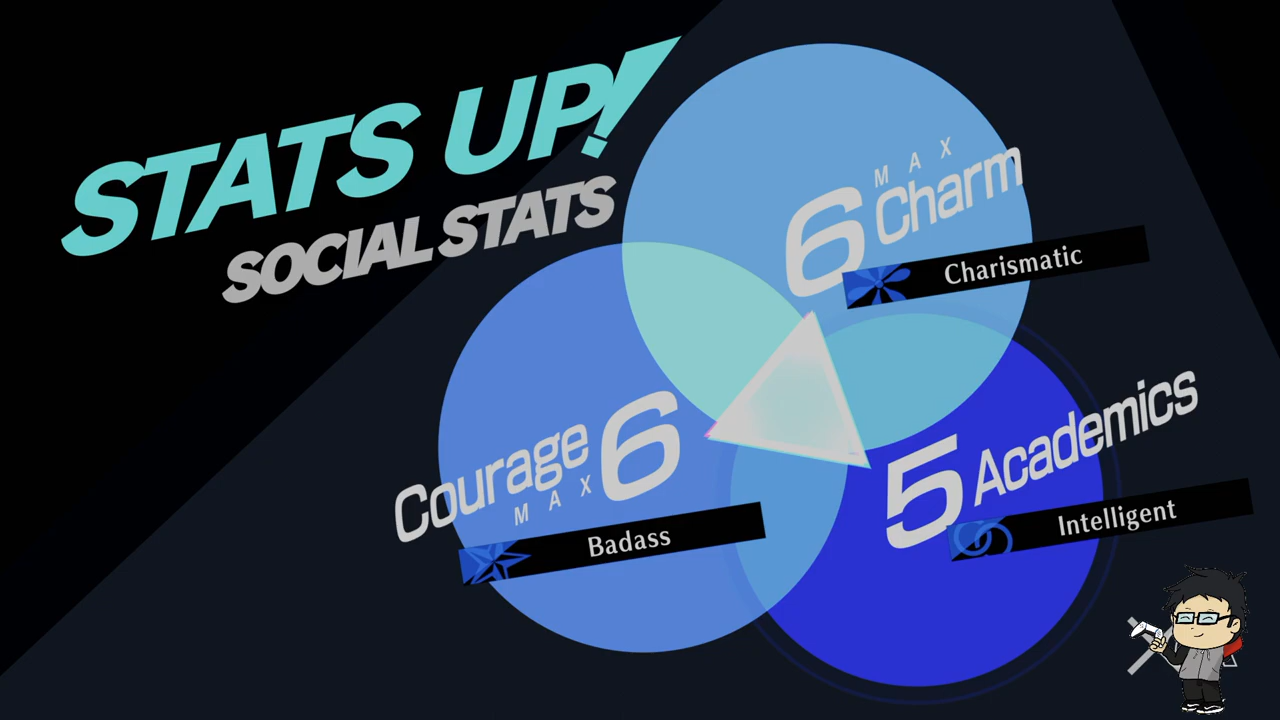 STATS UP!
SOCIAL STATS
MAX
6 Charm
Charismatic
Courage 6
MAX
Badass
5 Academics
Intelligent